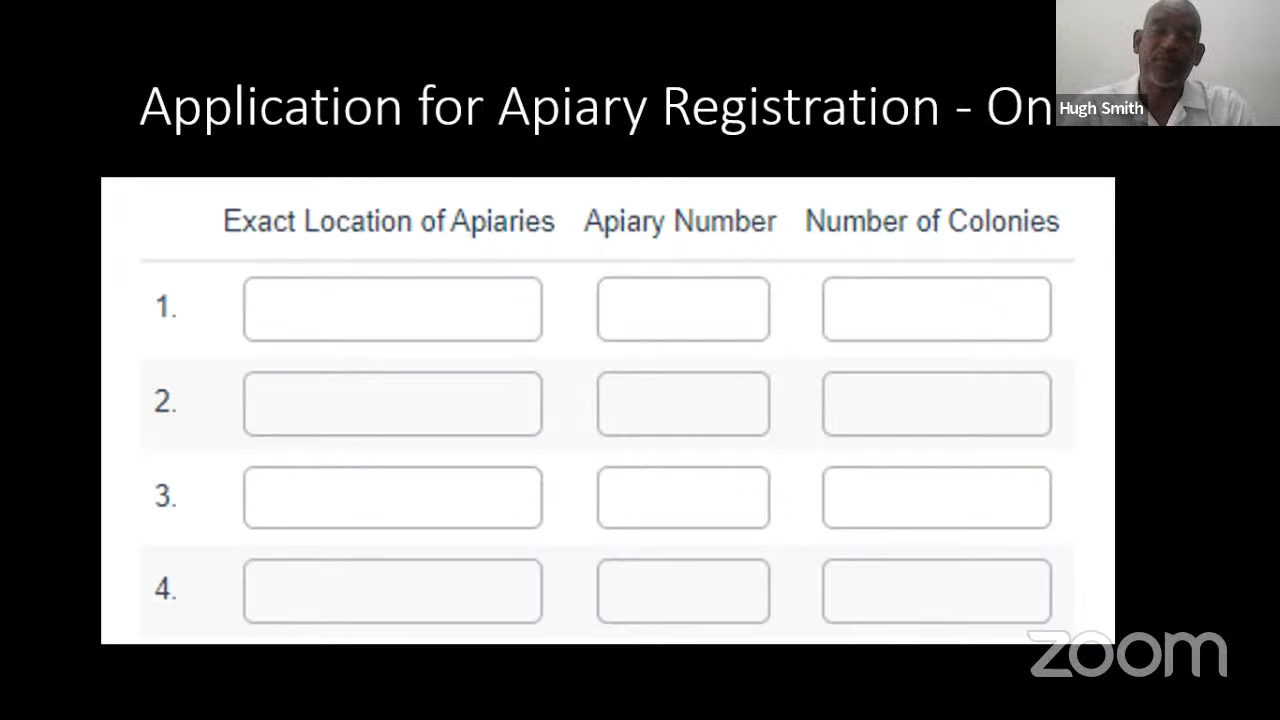 Application for Apiary Registration - On
Hugh Smith
Exact Location of Apiaries Apiary Number Number of Colonies
1.
2.
3.
4.
zoom